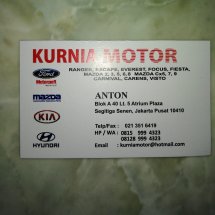 KURNIA MOTOR
RANGER, ESCAPE, EVEREST, FOCUS, FIESTA,
MAZDA 2, 3, 5, 6, 8 MAZDA Cx5, 7, 9
CARNIVAL, CARENS, VISTO
Ford
mazda
KIA
HYUNDAI
ANTON
Blok A 40 Lt. 5 Atrium Plaza
Segitiga Senen, Jakarta Pusat 10410
Telp/Fax : 021 351 6419
HP / WA : 0815 999 4323
08128 999 4323
Email : kurniamotor@hotmail.com